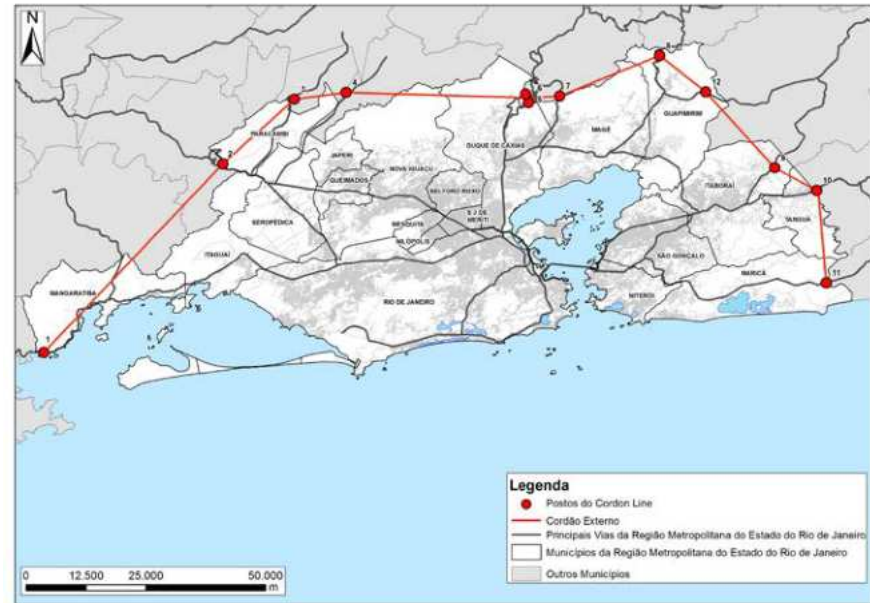 N
4
7
8
12
2
PARACAMBI
GUAPIMIRIM
DUQUE DE CAXIAS
MAGÉ
JAPERI
NOVA IGUAÇU
QUEIMADOS
BELFORD ROXO
ITABORAÍ
10
SEROPÉDICA
MESQUITA
S J DE
MERITI
TANGUÁ
NILÓPOLIS
ITAGUAÍ
SÃO GONÇALO
MARICÁ
11
MANGARATIBA
RIO DE JANEIRO
NITERÓI
1
Legenda
Postos do Cordon Line
Cordão Externo
Principais Vias da Região Metropolitana do Estado do Rio de Janeiro
Municípios da Região Metropolitana do Estado do Rio de Janeiro
Outros Municípios
0 12.500 25.000 50.000
m